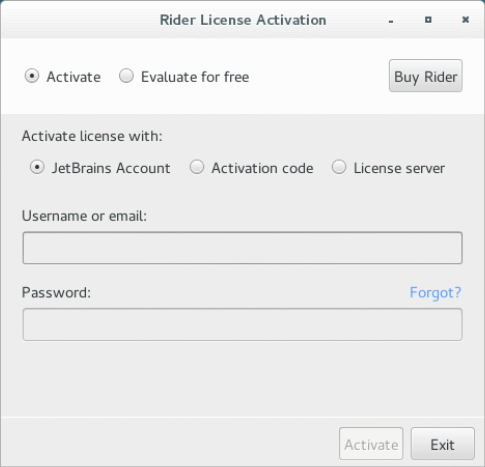 Rider License Activation
Activate Evaluate for free Buy Rider
Activate license with:
JetBrains Account Activation code License server
Username or email:
Password: Forgot?
Activate Exit